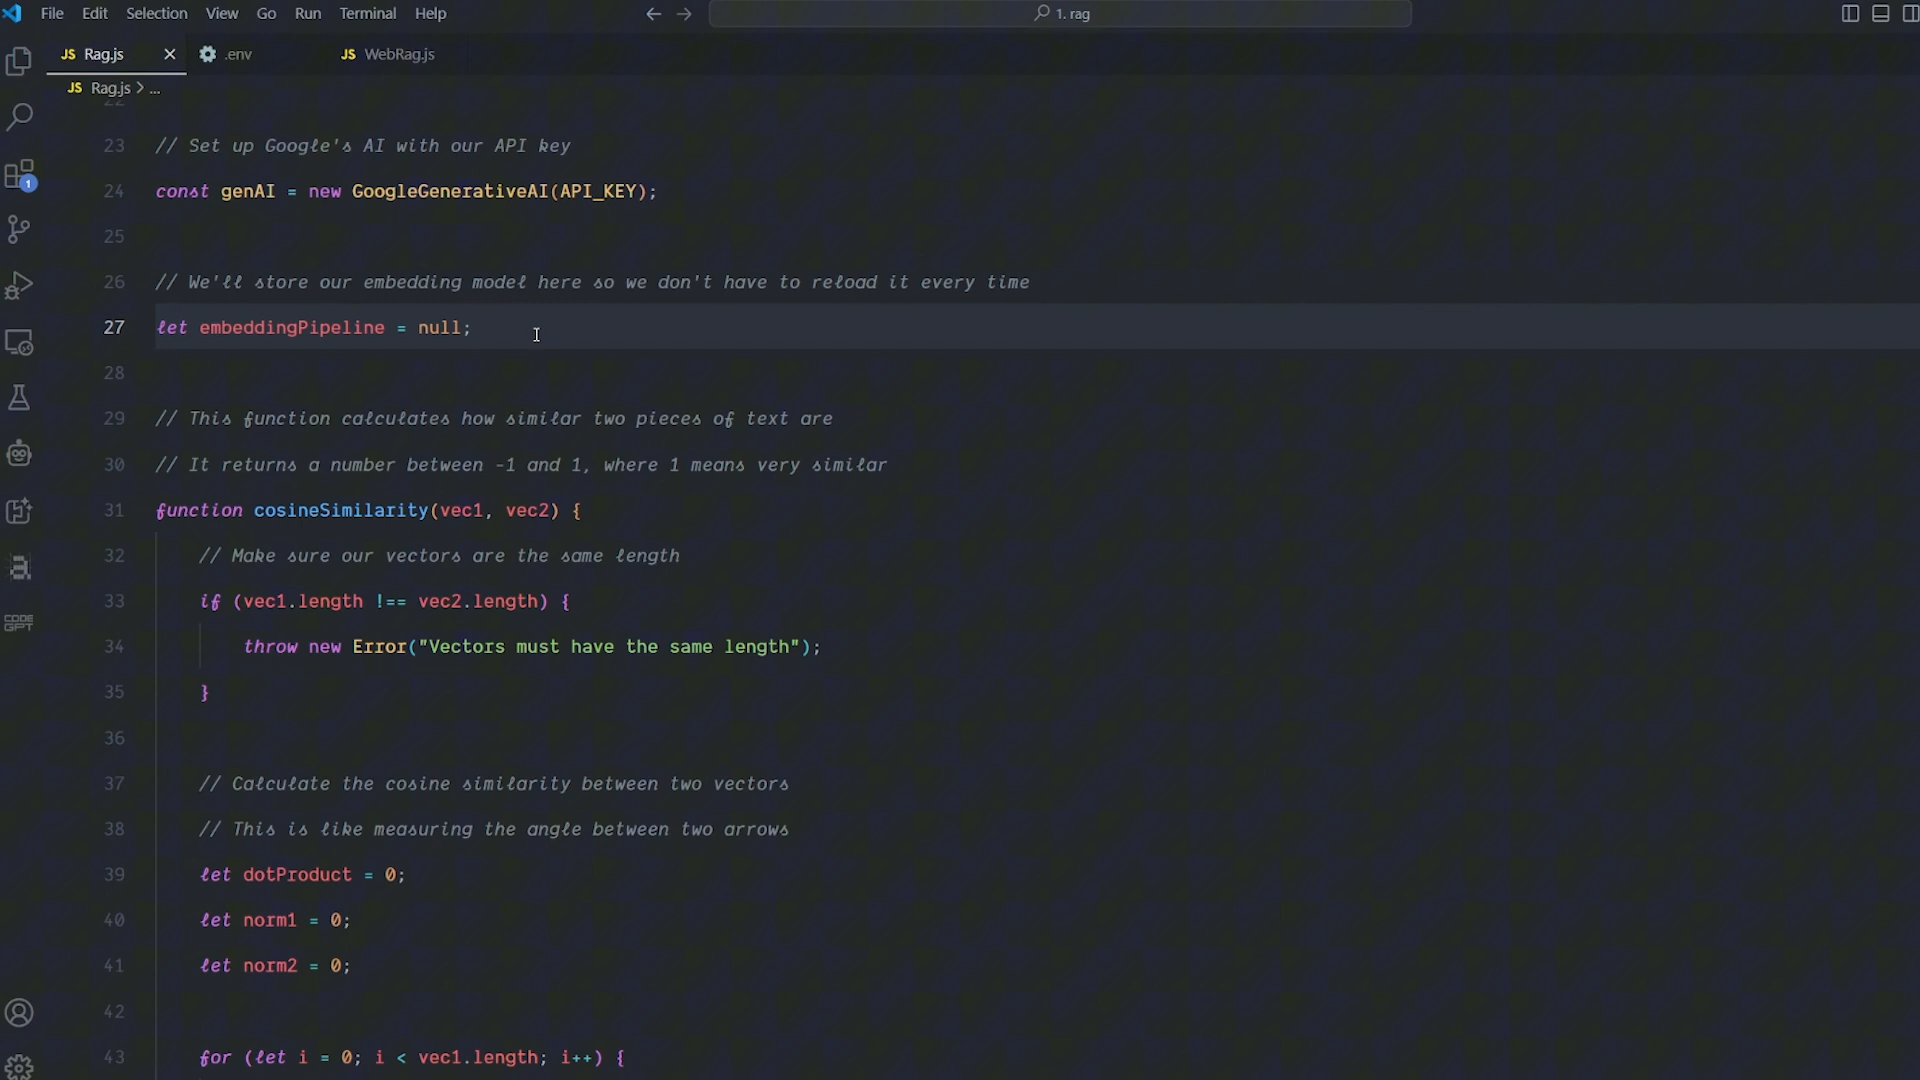 File Edit Selection View Go Run Terminal Help 1. rag
JS Rag.js .env JS WebRag.js
JS Rag.js > ...
22
23 // Set up Google's AI with our API key
24 const genAI = new GoogleGenerativeAI(API_KEY);
25
26 // We'll store our embedding model here so we don't have to reload it every time
27 let embeddingPipeline = null;
28
29 // This function calculates how similar two pieces of text are
30 // It returns a number between -1 and 1, where 1 means very similar
31 function cosineSimilarity(vec1, vec2) {
32 // Make sure our vectors are the same length
33 if (vec1.length !== vec2.length) {
34 throw new Error("Vectors must have the same length");
35 }
36
37 // Calculate the cosine similarity between two vectors
38 // This is like measuring the angle between two arrows
39 let dotProduct = 0;
40 let norm1 = 0;
41 let norm2 = 0;
42
43 for (let i = 0; i < vec1.length; i++) {
1
CODE
GPT